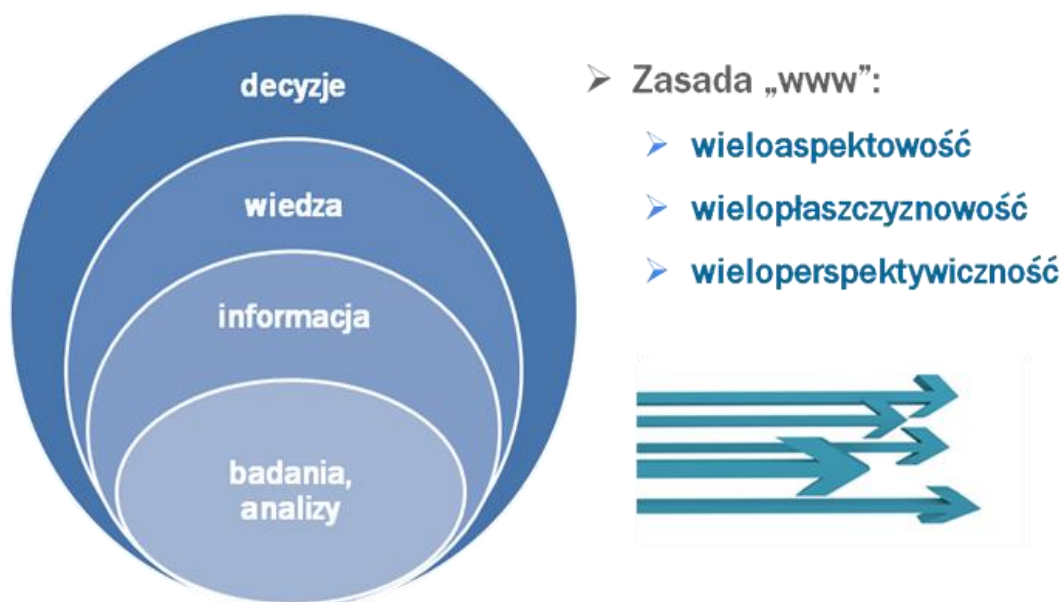 decyzje
wiedza
informacja
badania,
analizy
Zasada „www”:
wieloaspektowość
wielopłaszczyznowość
wieloperspektywiczność